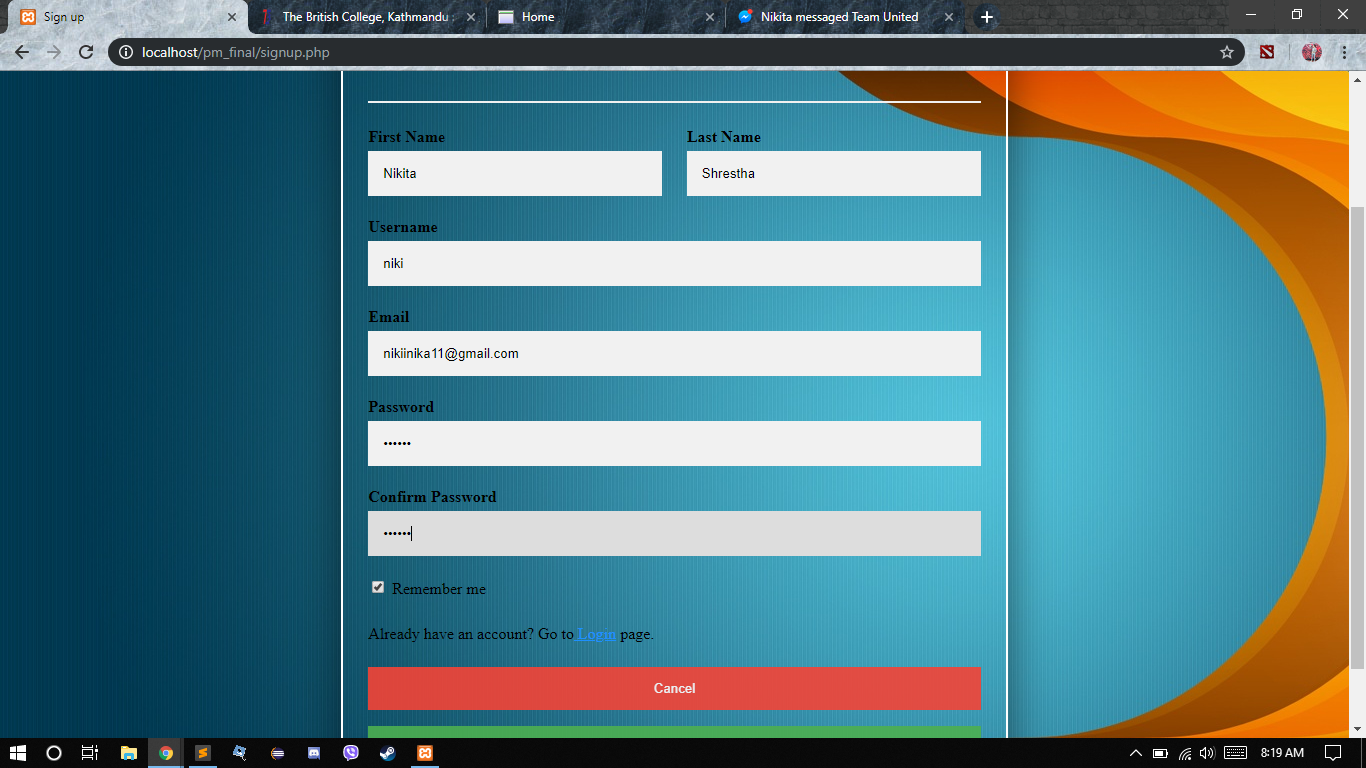 Sign up
The British College, Kathmandu
Home
Nikita messaged Team United
localhost/pm_final/signup.php
First Name
Last Name
Nikita
Shrestha
Username
niki
Email
nikiinika11@gmail.com
Password
••••••
Confirm Password
••••••
Remember me
Already have an account? Go to Login page.
Cancel
8:19 AM